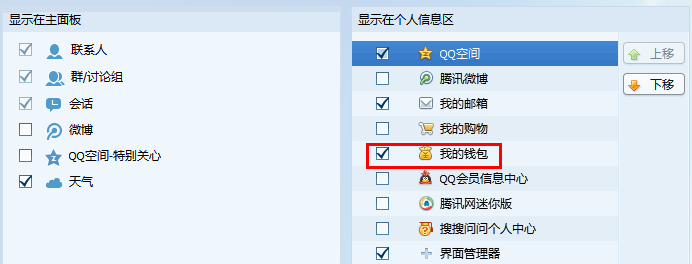 显示在主面板
联系人
群/讨论组
会话
微博
QQ空间-特别关心
天气
显示在个人信息区
QQ空间
腾讯微博
我的邮箱
我的购物
我的钱包
QQ会员信息中心
腾讯网迷你版
搜搜问问个人中心
界面管理器
上移
下移